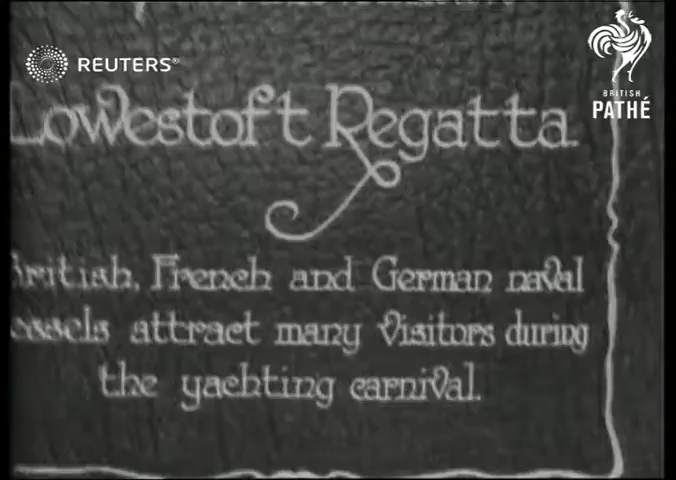 REUTERS
BRITISH
PATHÉ
Lowestoft Regatta.
British, French and German naval
vessels attract many visitors during
the yachting carnival.